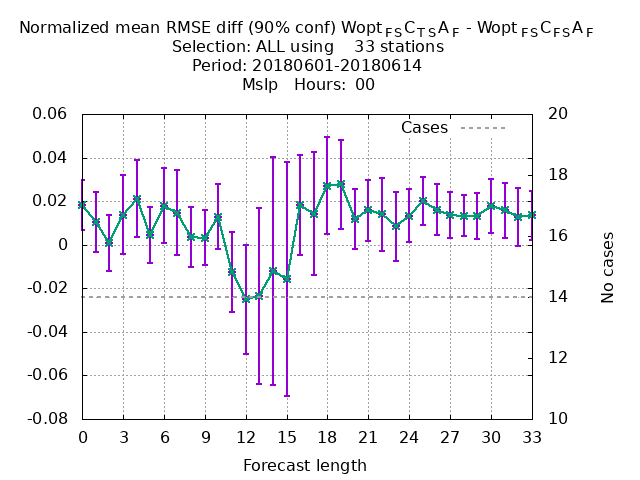 Normalized mean RMSE diff (90% conf) Wopt FS C T S A F - Wopt FS C F S A F
Selection: ALL using 33 stations
Period: 20180601-20180614
Mslp Hours: 00
Cases
0.06
0.04
0.02
0
-0.02
-0.04
-0.06
-0.08
20
18
16
14
12
10
No cases
0 3 6 9 12 15 18 21 24 27 30 33
Forecast length